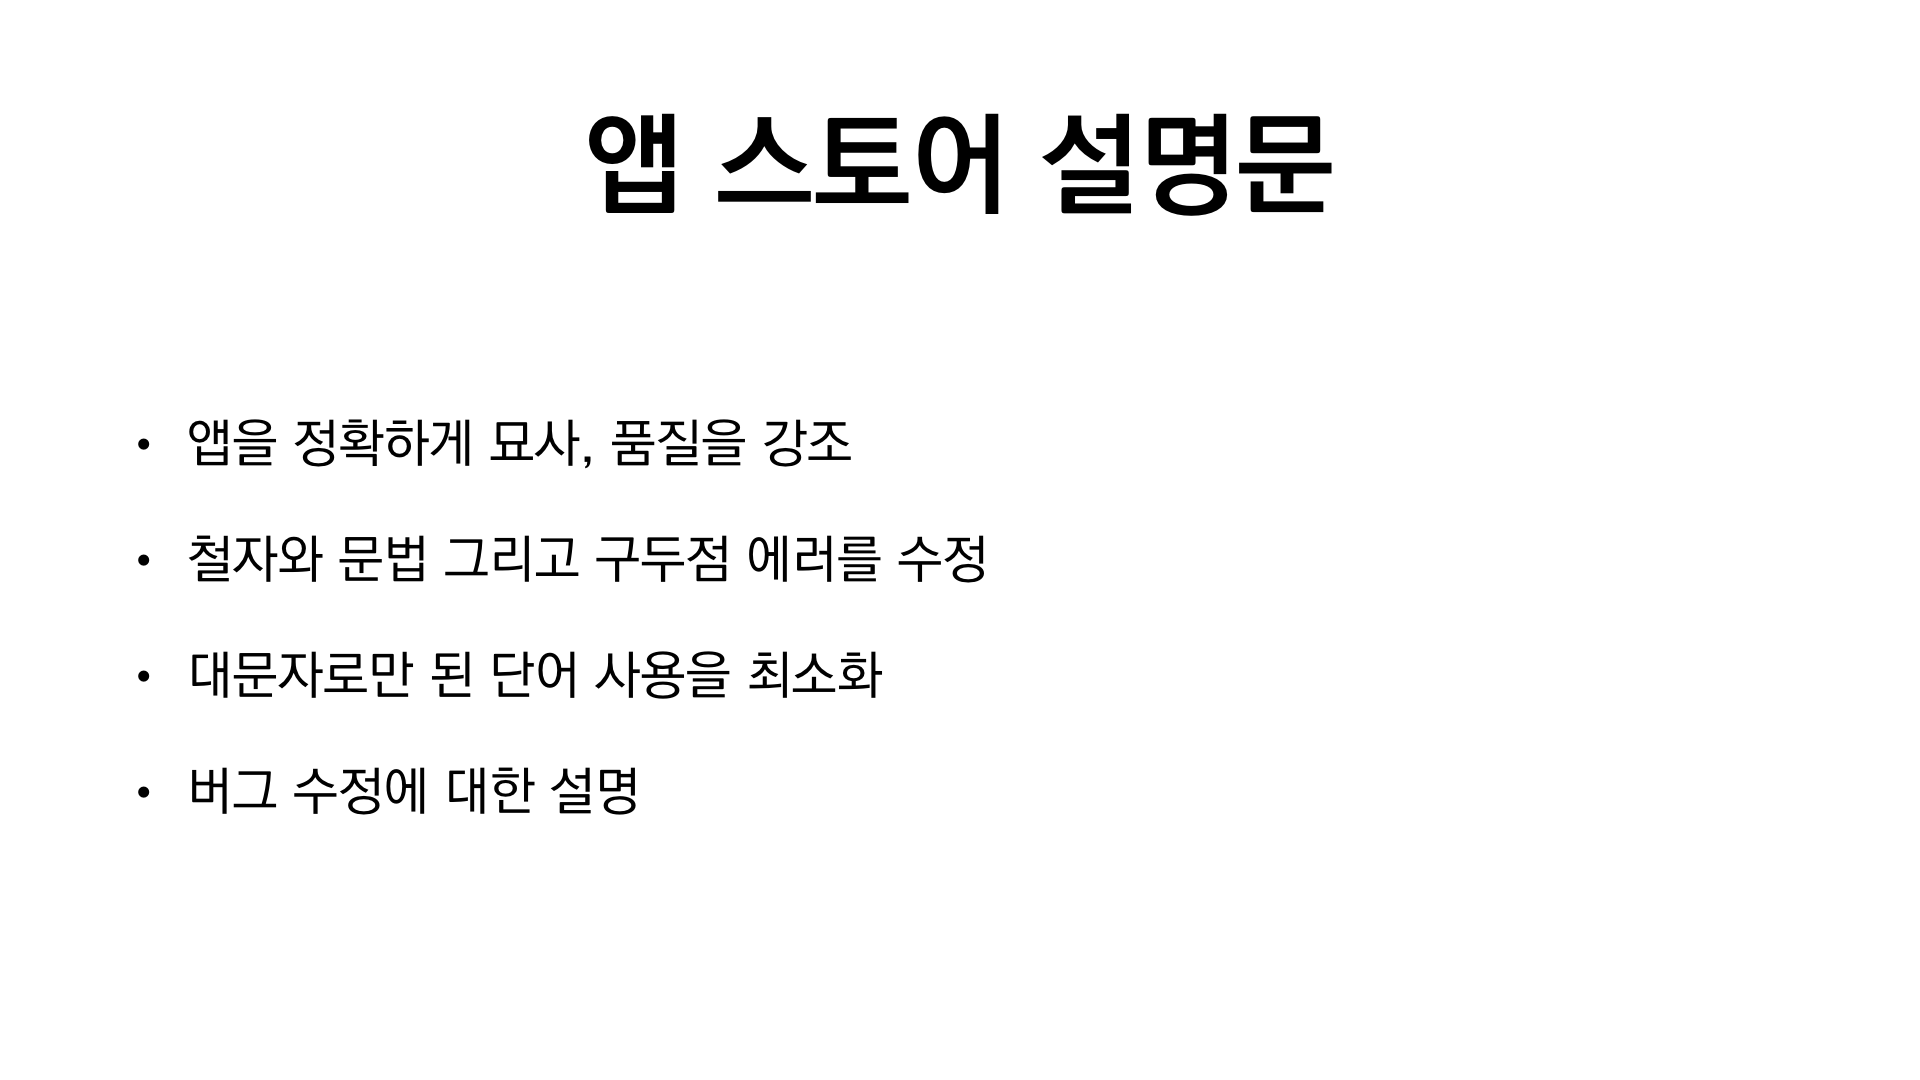 앱 스토어 설명문
• 앱을 정확하게 묘사, 품질을 강조
• 철자와 문법 그리고 구두점 에러를 수정
• 대문자로만 된 단어 사용을 최소화
• 버그 수정에 대한 설명